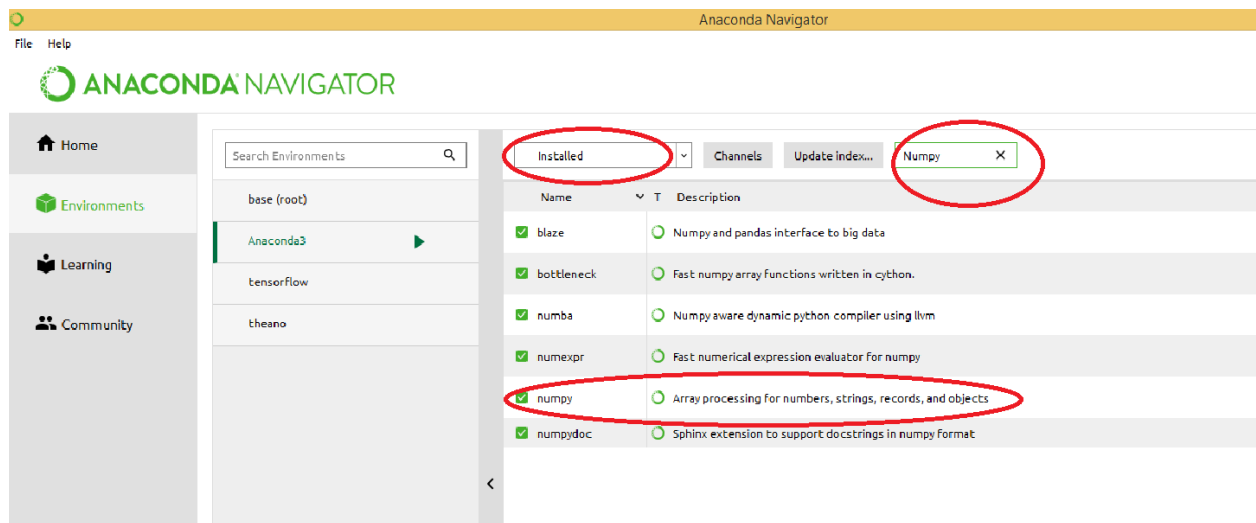 Anaconda Navigator
File Help
ANACONDA NAVIGATOR
Home
Environments
Learning
Community
Search Environments
base (root)
Anaconda3
tensorflow
theano
Installed Channels Update index... Numpy X
Name T Description
blaze Numpy and pandas interface to big data
bottleneck Fast numpy array functions written in cython.
numba Numpy aware dynamic python compiler using llvm
numexpr Fast numerical expression evaluator for numpy
numpy Array processing for numbers, strings, records, and objects
numpydoc Sphinx extension to support docstrings in numpy format